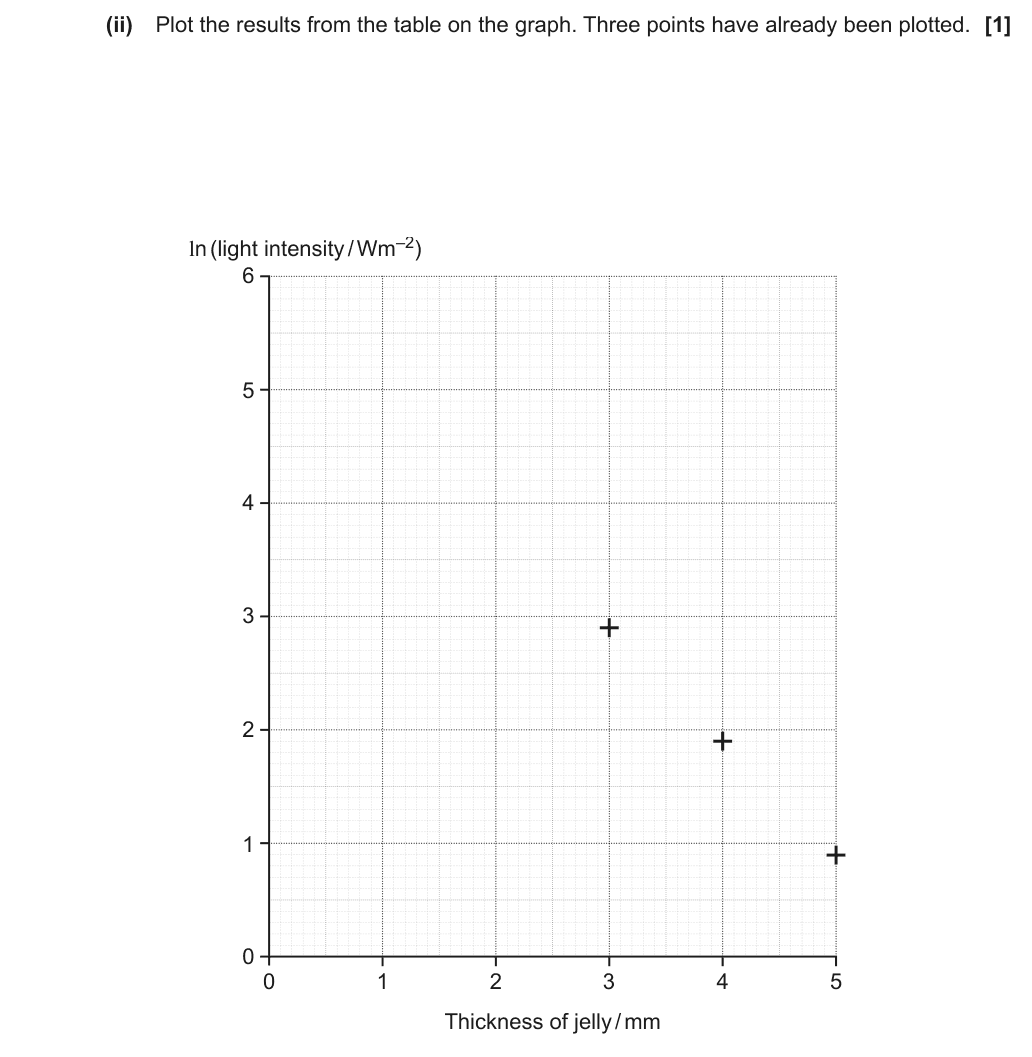 (ii) Plot the results from the table on the graph. Three points have already been plotted. [1]
ln (light intensity / Wm⁻²)
6
5
4
3
2
1
0
0 1 2 3 4 5
Thickness of jelly / mm